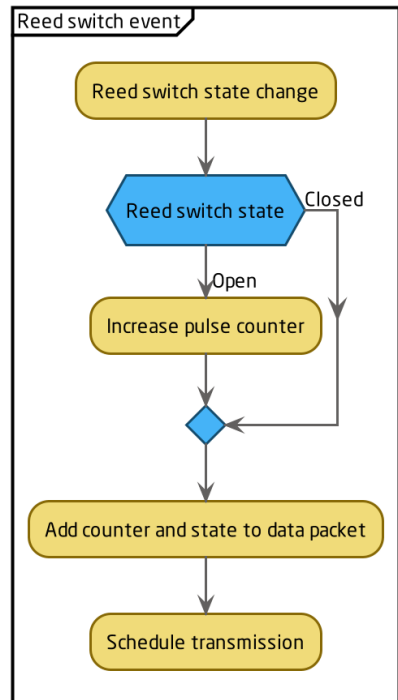 Reed switch event
Reed switch state change
Reed switch state
Closed
Open
Increase pulse counter
Add counter and state to data packet
Schedule transmission